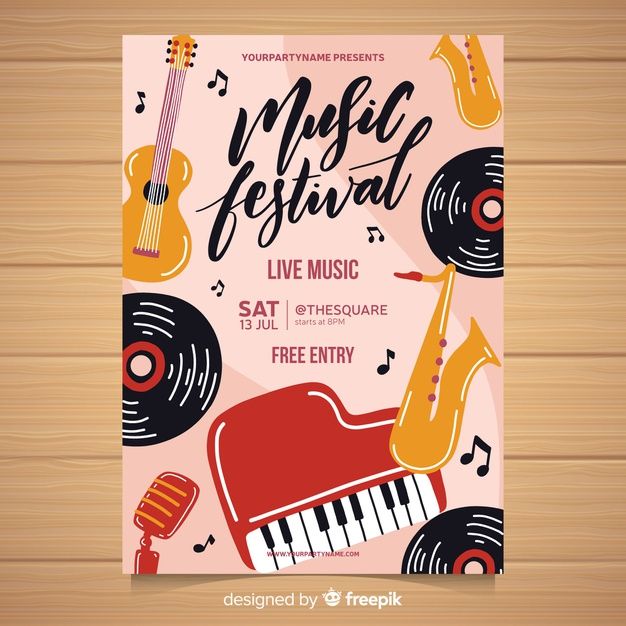 YOURPARTYNAME PRESENTS
Music
festival
LIVE MUSIC
SAT
13 JUL
@THESQUARE
starts at 8PM
FREE ENTRY
WWW.YOURPARTYNAME.COM
designed by freepik